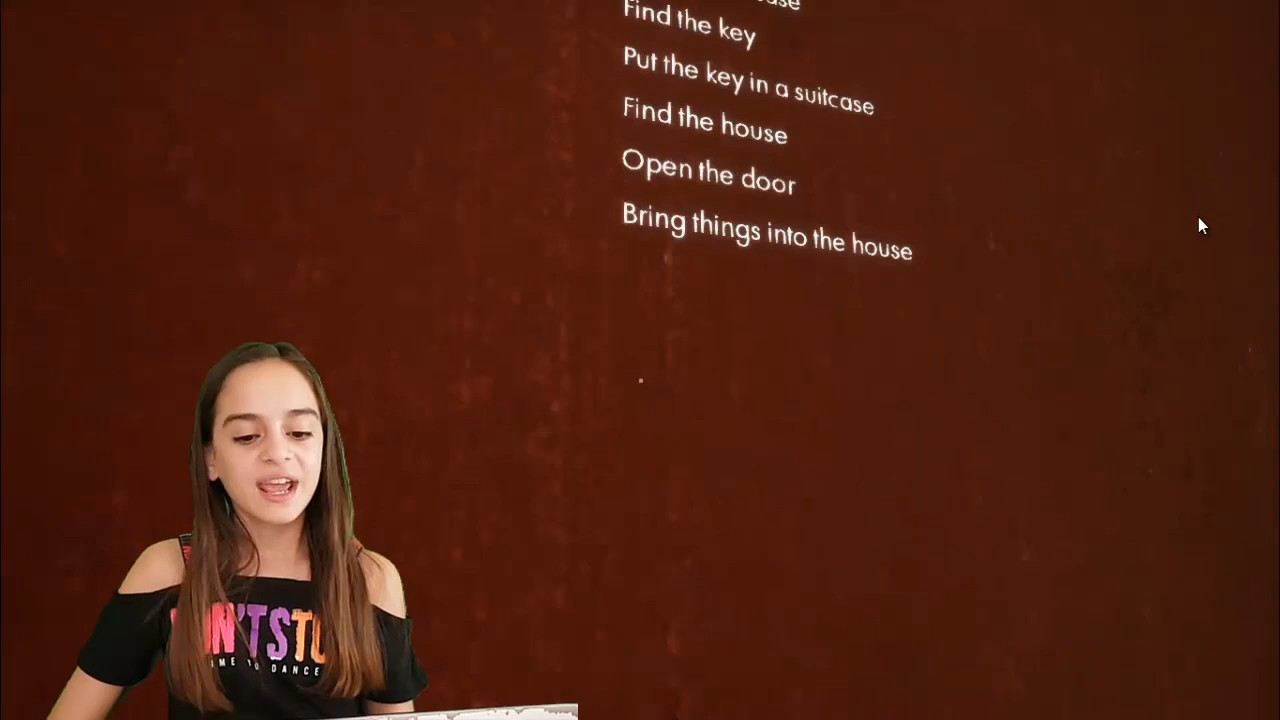 Find the key
Put the key in a suitcase
Find the house
Open the door
Bring things into the house